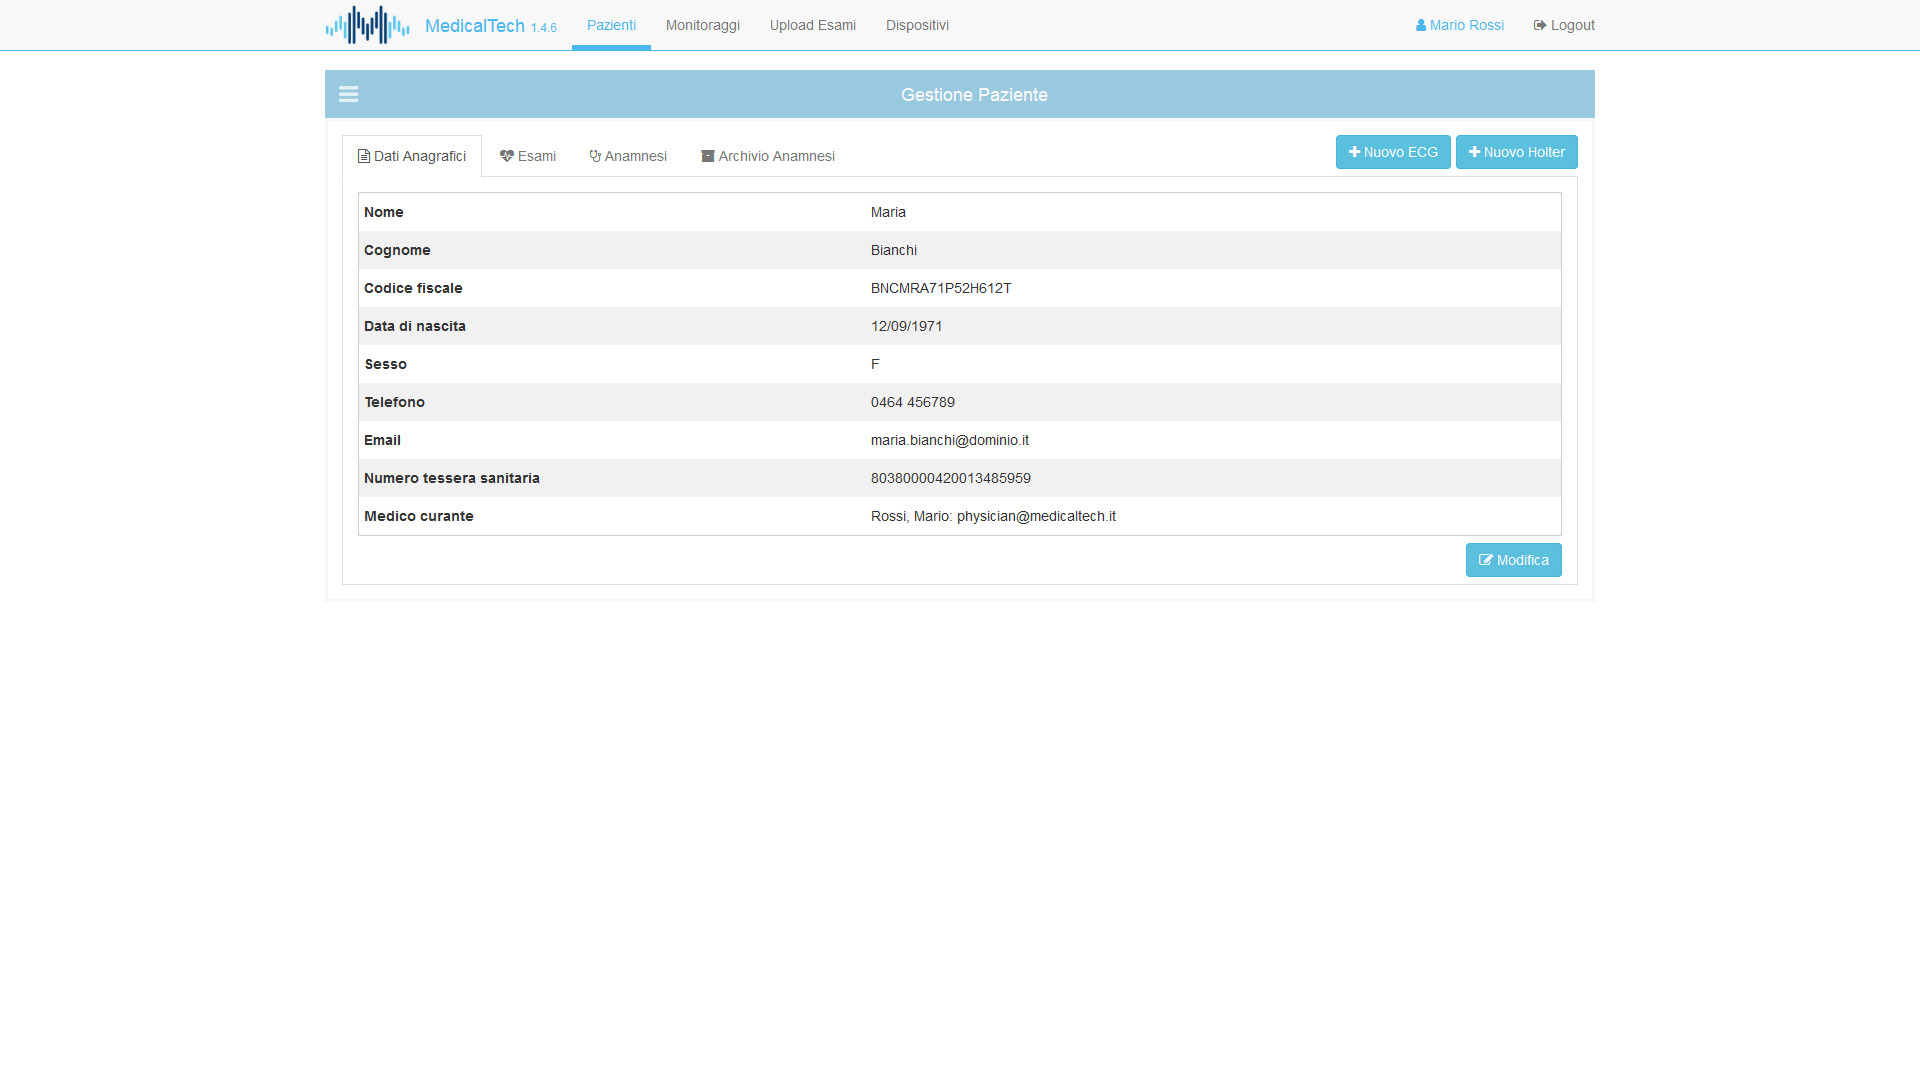 MedicalTech 1.4.6 Pazienti Monitoraggi Upload Esami Dispositivi Mario Rossi Logout
Gestione Paziente
Dati Anagrafici Esami Anamnesi Archivio Anamnesi Nuovo ECG Nuovo Holter
Nome Maria
Cognome Bianchi
Codice fiscale BNCMRA71P52H612T
Data di nascita 12/09/1971
Sesso F
Telefono 0464 456789
Email maria.bianchi@dominio.it
Numero tessera sanitaria 80380000420013485959
Medico curante Rossi, Mario: physician@medicaltech.it
Modifica